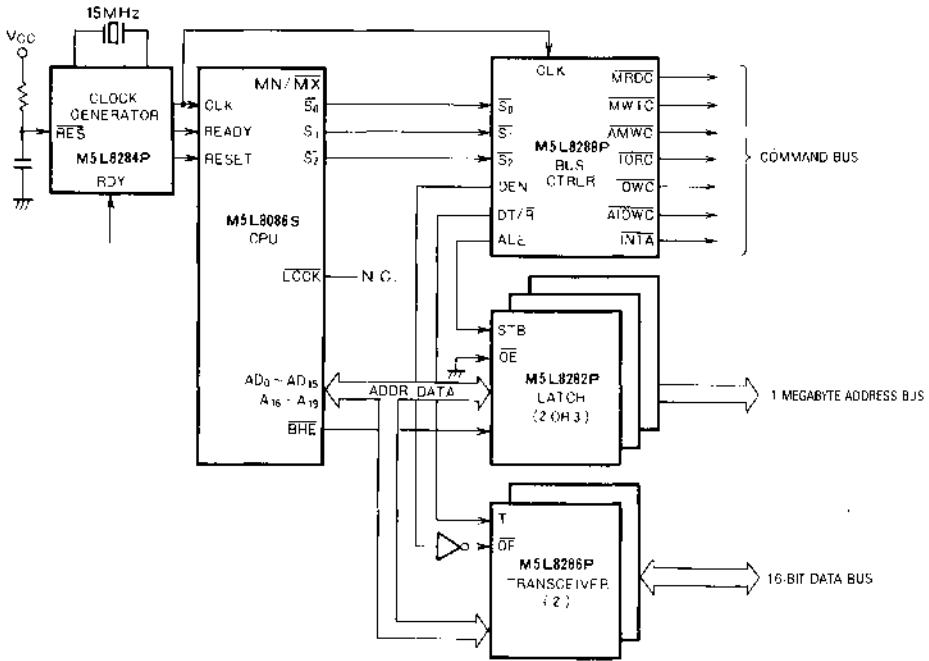 15MHz
VCC
CLOCK
GENERATOR
RES
M5L8284P
RDY
MN/MX
CLK
READY
RESET
S0
S1
S2
M5L8086S
CPU
LOCK
N.C.
AD0 ~ AD15
A16 ~ A19
BHE
ADDR DATA
CLK
S0
S1
S2
DEN
DT/R
ALE
M5L8288P
BUS
CTRLR
MRDC
MWTC
AMWC
IORC
IOWC
AIOWC
INTA
COMMAND BUS
STB
OE
M5L8282P
LATCH
(2 OR 3)
1 MEGABYTE ADDRESS BUS
T
OE
M5L8286P
TRANSCEIVER
(2)
16-BIT DATA BUS